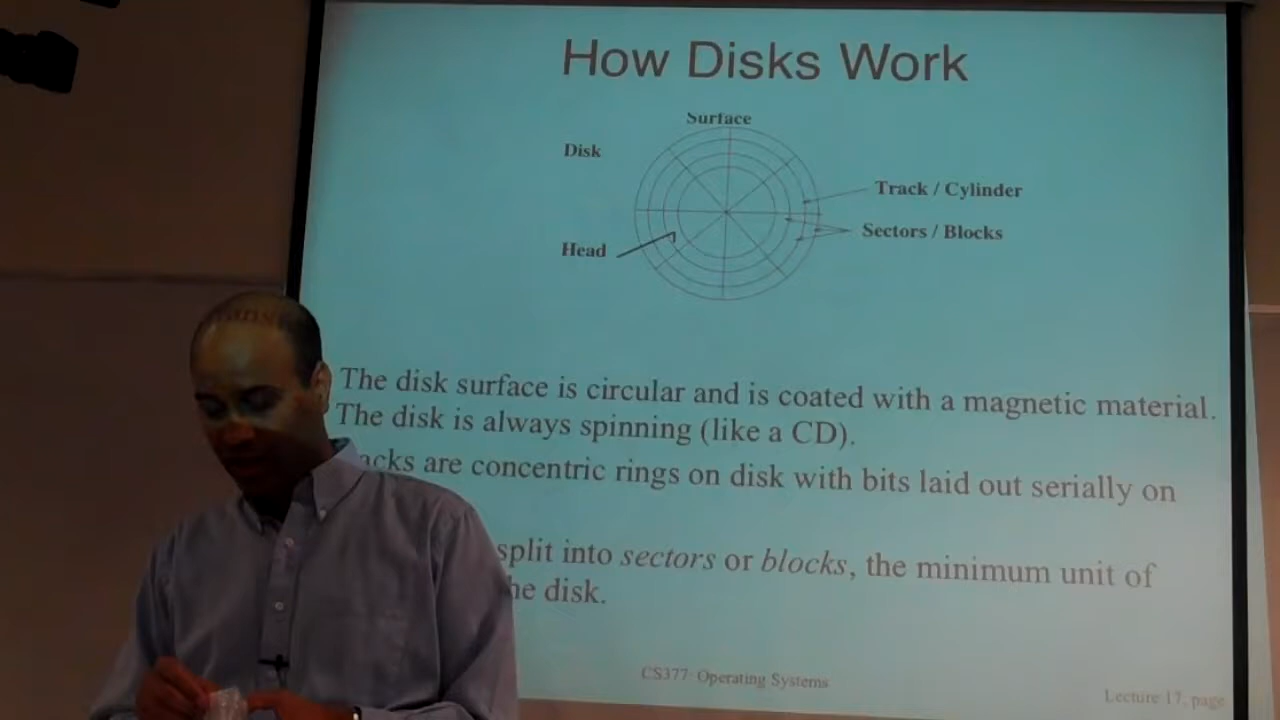 How Disks Work
Surface
Disk
Track / Cylinder
Sectors / Blocks
Head
The disk surface is circular and is coated with a magnetic material.
The disk is always spinning (like a CD).
acks are concentric rings on disk with bits laid out serially on
split into sectors or blocks, the minimum unit of
he disk.
CS377: Operating Systems
Lecture 17, page